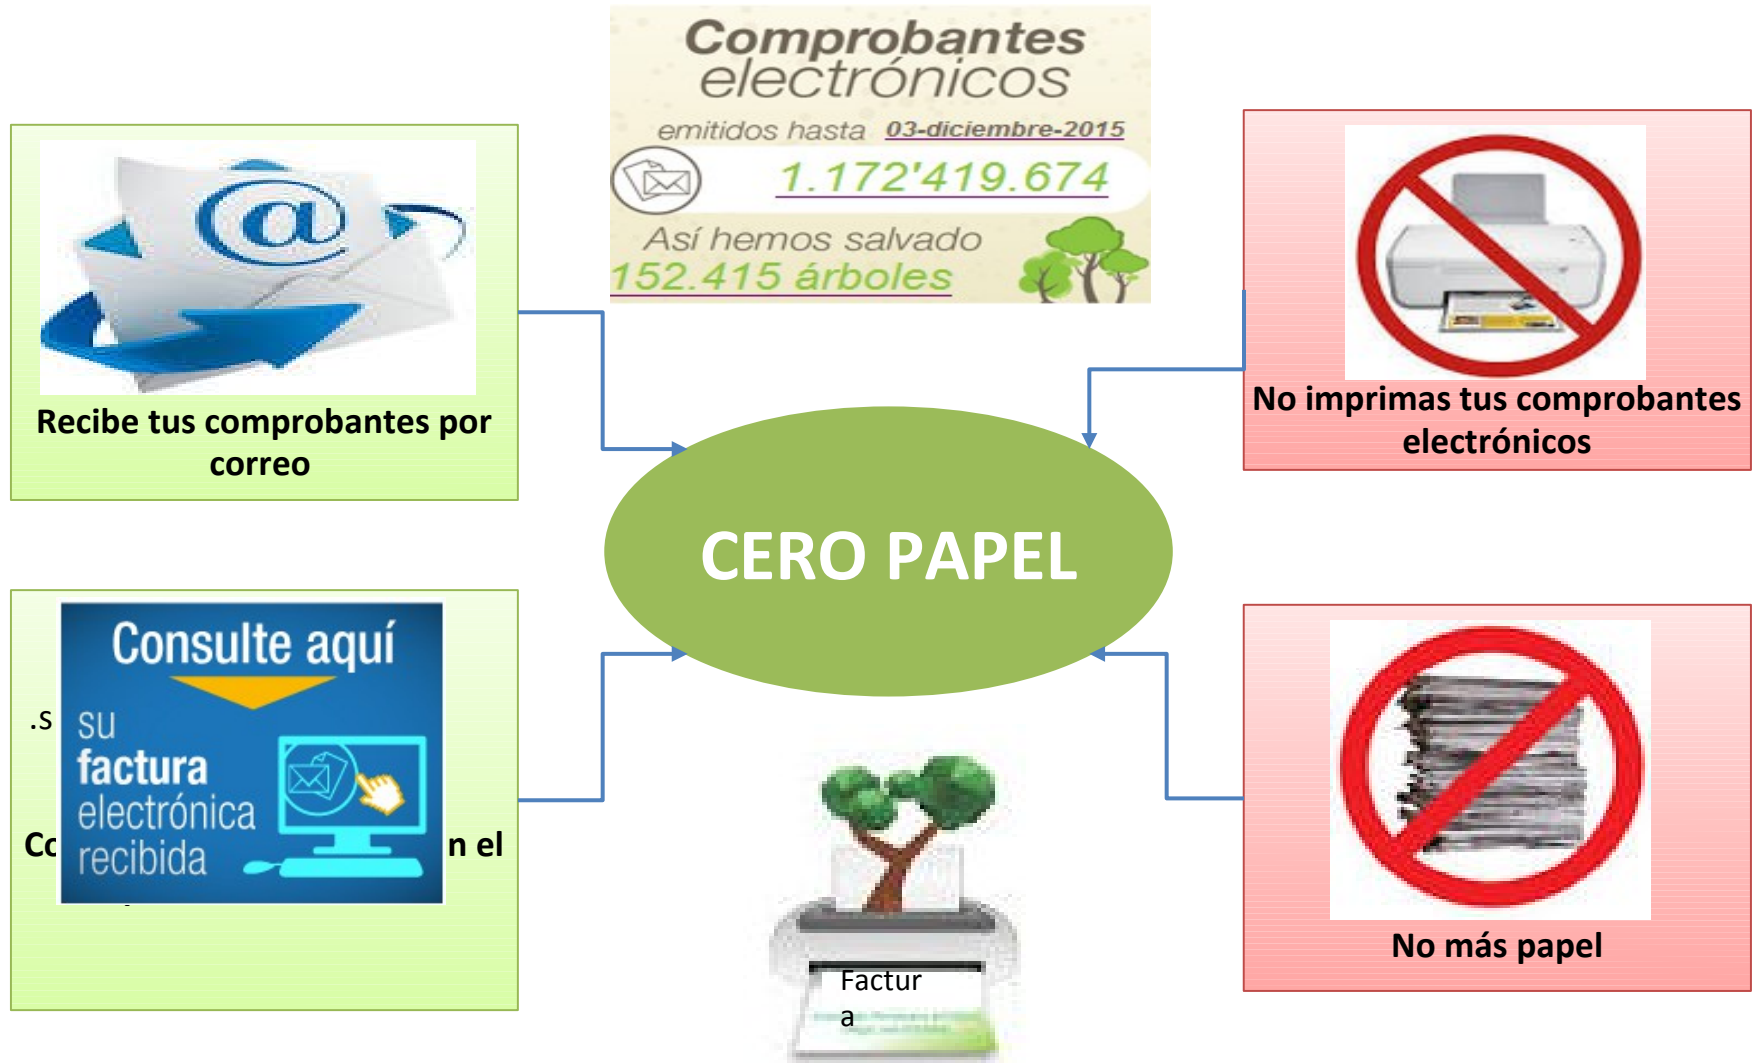 Comprobantes
electrónicos
emitidos hasta 03-diciembre-2015
1.172'419.674
Así hemos salvado
152.415 árboles
Recibe tus comprobantes por
correo
No imprimas tus comprobantes
electrónicos
CERO PAPEL
Consulte aquí
.s
su
factura
electrónica
recibida
n el
No más papel
Factur
a